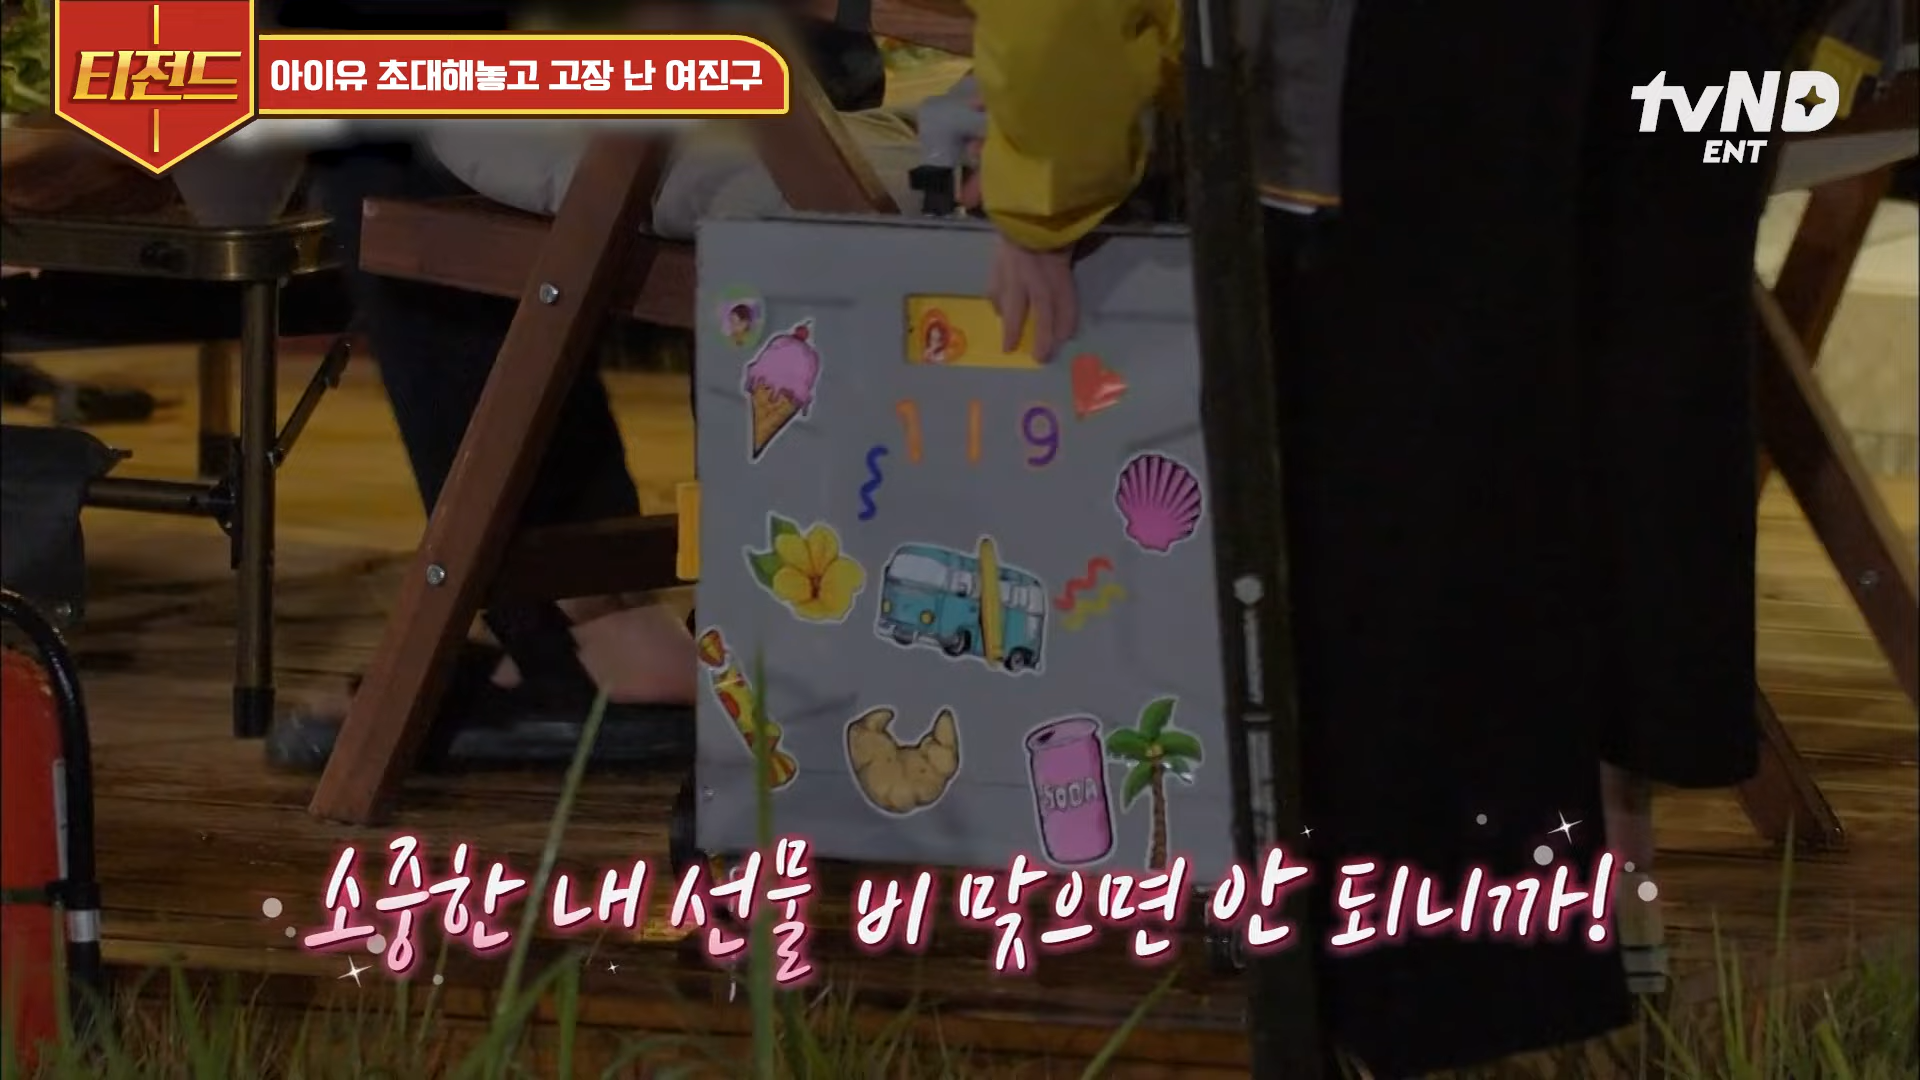 티전드
아이유 초대해놓고 고장 난 여진구
tvND
ENT
119
SODA
소중한 내 선물 비 맞으면 안 되니까!